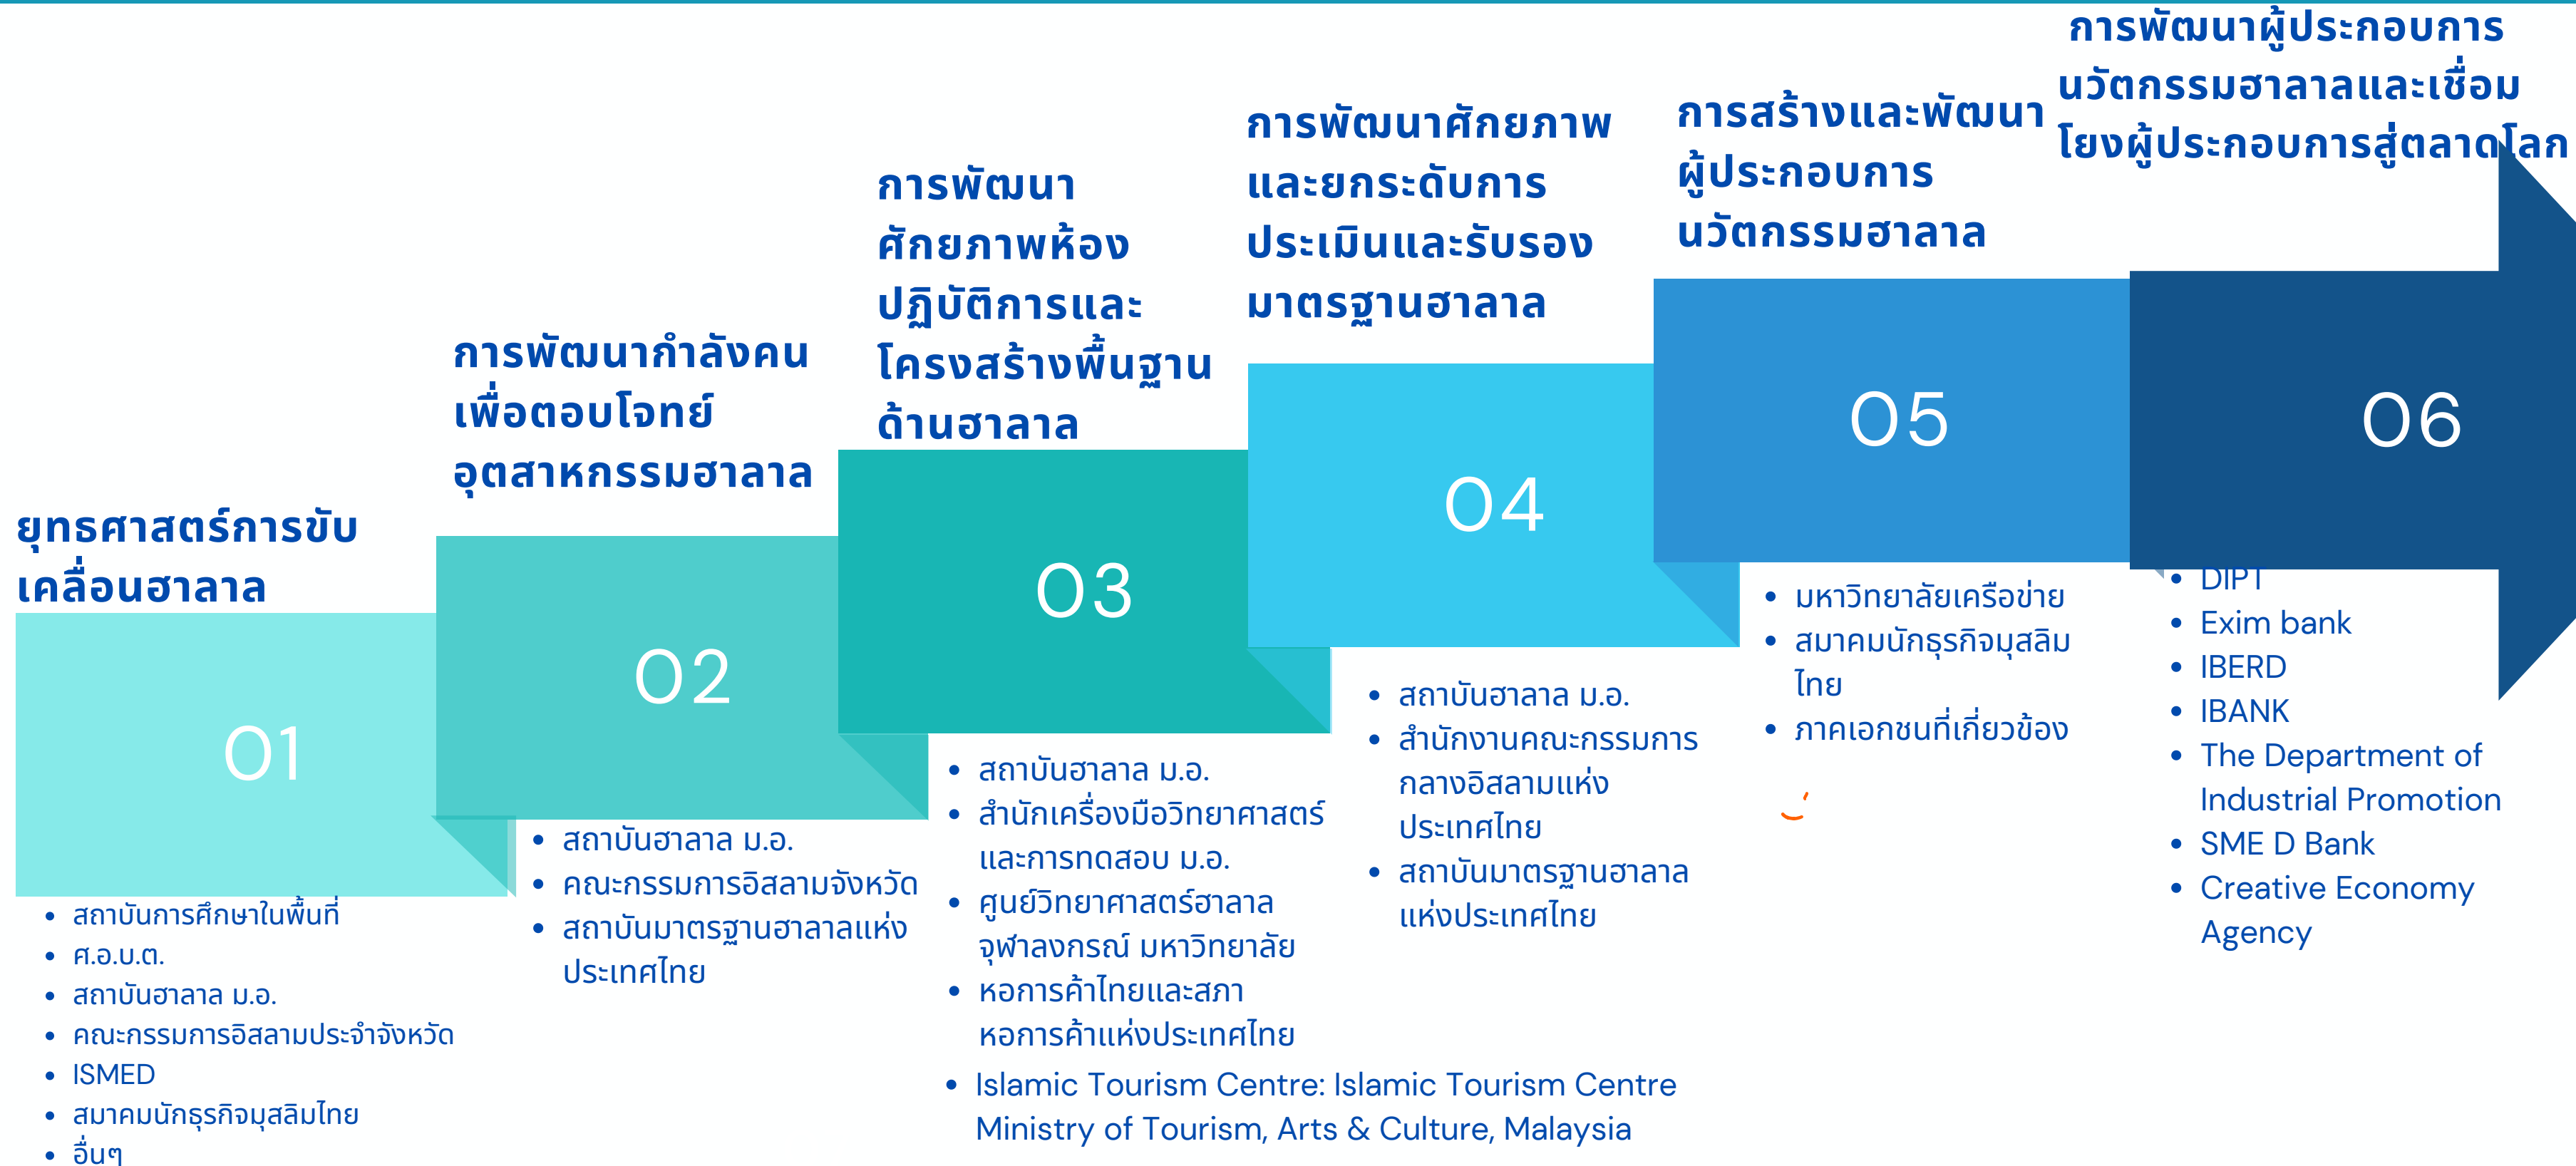 ยุทธศาสตร์การขับ
เคลื่อนฮาลาล
01
• สถาบันการศึกษาในพื้นที่
• ศ.อ.บ.ต.
• สถาบันฮาลาล ม.อ.
• คณะกรรมการอิสลามประจำจังหวัด
• ISMED
• สมาคมนักธุรกิจมุสลิมไทย
• อื่นๆ
การพัฒนากำลังคน
เพื่อตอบโจทย์
อุตสาหกรรมฮาลาล
02
• สถาบันฮาลาล ม.อ.
• คณะกรรมการอิสลามจังหวัด
• สถาบันมาตรฐานฮาลาลแห่ง
ประเทศไทย
การพัฒนา
ศักยภาพห้อง
ปฏิบัติการและ
โครงสร้างพื้นฐาน
ด้านฮาลาล
03
• สถาบันฮาลาล ม.อ.
• สำนักเครื่องมือวิทยาศาสตร์
และการทดสอบ ม.อ.
• ศูนย์วิทยาศาสตร์ฮาลาล
จุฬาลงกรณ์ มหาวิทยาลัย
• หอการค้าไทยและสภา
หอการค้าแห่งประเทศไทย
• Islamic Tourism Centre: Islamic Tourism Centre
Ministry of Tourism, Arts & Culture, Malaysia
การพัฒนาศักยภาพ
และยกระดับการ
ประเมินและรับรอง
มาตรฐานฮาลาล
04
• สถาบันฮาลาล ม.อ.
• สำนักงานคณะกรรมการ
กลางอิสลามแห่ง
ประเทศไทย
• สถาบันมาตรฐานฮาลาล
แห่งประเทศไทย
การสร้างและพัฒนา
ผู้ประกอบการ
นวัตกรรมฮาลาล
05
• มหาวิทยาลัยเครือข่าย
• สมาคมนักธุรกิจมุสลิม
ไทย
• ภาคเอกชนที่เกี่ยวข้อง
การพัฒนาผู้ประกอบการ
นวัตกรรมฮาลาลและเชื่อม
โยงผู้ประกอบการสู่ตลาดโลก
06
• DIPT
• Exim bank
• IBERD
• IBANK
• The Department of
Industrial Promotion
• SME D Bank
• Creative Economy
Agency